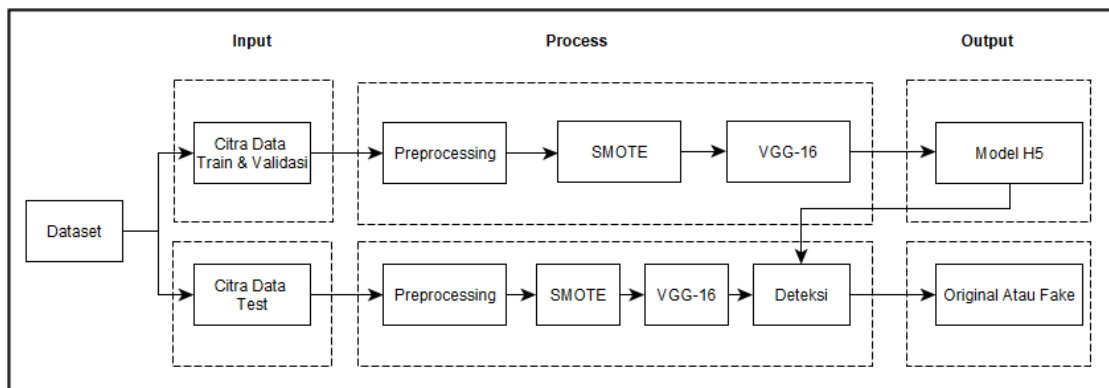 Input
Process
Output
Citra Data
Train & Validasi
Preprocessing
SMOTE
VGG-16
Model H5
Dataset
Citra Data
Test
Preprocessing
SMOTE
VGG-16
Deteksi
Original Atau Fake